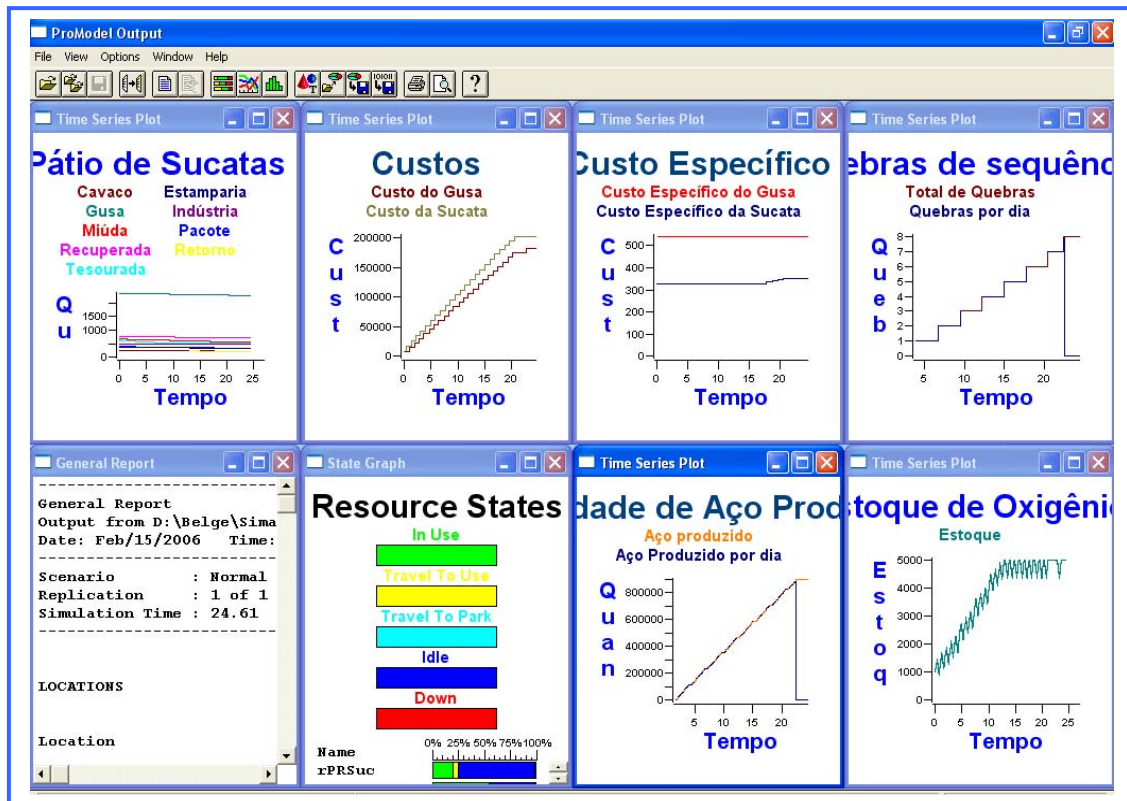 ProModel Output
File View Options Window Help
Time Series Plot
Pátio de Sucatas
Cavaco Estamparia
Gusa Indústria
Miúda Pacote
Recuperada Retorno
Tesourada
Qu
1500
1000
0
0 5 10 15 20 25
Tempo
Time Series Plot
Custos
Custo do Gusa
Custo da Sucata
Cust
200000
150000
100000
50000
0
0 5 10 15 20
Tempo
Time Series Plot
Custo Específico
Custo Específico do Gusa
Custo Específico da Sucata
Cust
500
400
300
200
100
0
0 5 10 15 20
Tempo
Time Series Plot
ebras de sequênc
Total de Quebras
Quebras por dia
Queb
8
7
6
5
4
3
2
1
0
5 10 15 20
Tempo
General Report
General Report
Output from D:\Belge\Sima
Date: Feb/15/2006 Time:
Scenario : Normal
Replication : 1 of 1
Simulation Time : 24.61
LOCATIONS
Location
State Graph
Resource States
In Use
Travel To Use
Travel To Park
Idle
Down
0% 25% 50% 75% 100%
Name
rPRSuc
Time Series Plot
dade de Aço Prod
Aço produzido
Aço Produzido por dia
Quan
800000
600000
400000
200000
0
5 10 15 20
Tempo
Time Series Plot
stoque de Oxigêni
Estoque
Estoq
5000
4000
3000
2000
1000
0
0 5 10 15 20 25
Tempo